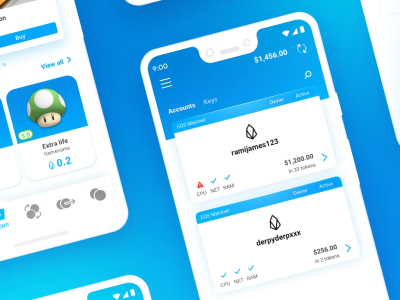 Buy
View all
5.0
Extra life
Gamename
0.2
9:00
$1,456.00
Accounts Keys
EOS Mainnet
Owner Active
ramijames123
$1,200.00
in 33 tokens
CPU NET RAM
EOS Mainnet
Owner Active
derpyderpxxx
$256.00
in 2 tokens
CPU NET RAM